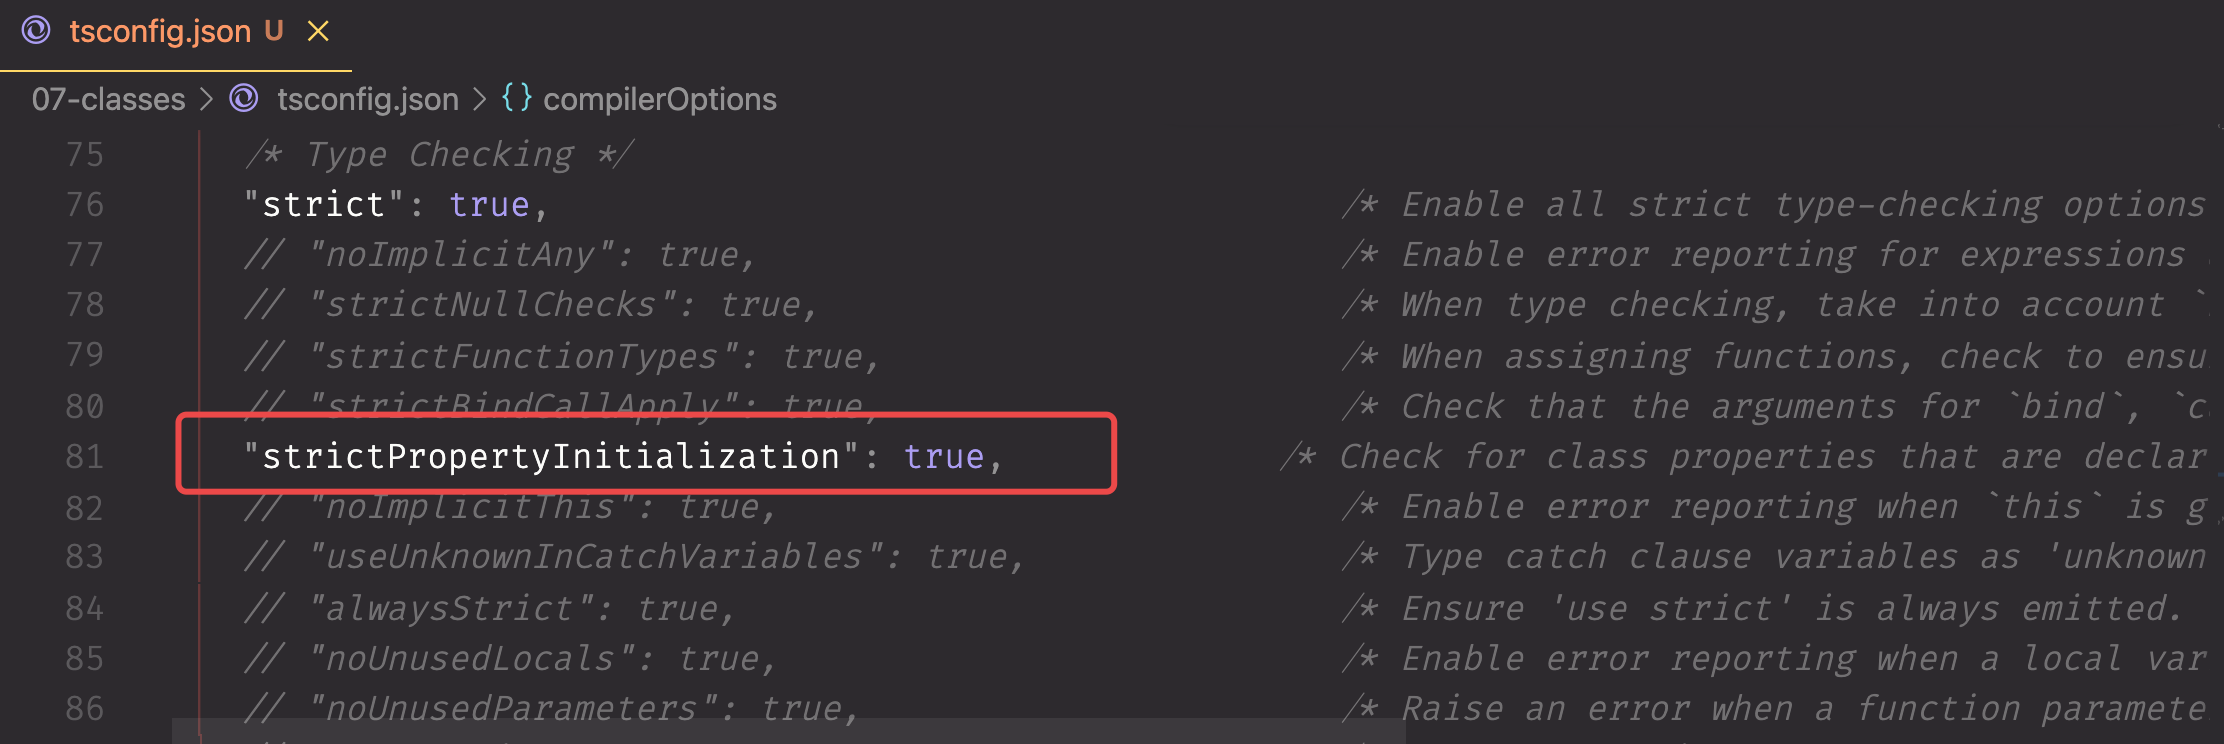 tsconfig.json U
07-classes > tsconfig.json > {} compilerOptions
75 /* Type Checking */
76 "strict": true, /* Enable all strict type-checking options
77 // "noImplicitAny": true, /* Enable error reporting for expressions
78 // "strictNullChecks": true, /* When type checking, take into account `
79 // "strictFunctionTypes": true, /* When assigning functions, check to ensu
80 // "strictBindCallApply": true, /* Check that the arguments for `bind`, `c
81 "strictPropertyInitialization": true, /* Check for class properties that are declar
82 // "noImplicitThis": true, /* Enable error reporting when `this` is g
83 // "useUnknownInCatchVariables": true, /* Type catch clause variables as 'unknown
84 // "alwaysStrict": true, /* Ensure 'use strict' is always emitted.
85 // "noUnusedLocals": true, /* Enable error reporting when a local var
86 // "noUnusedParameters": true, /* Raise an error when a function paramete